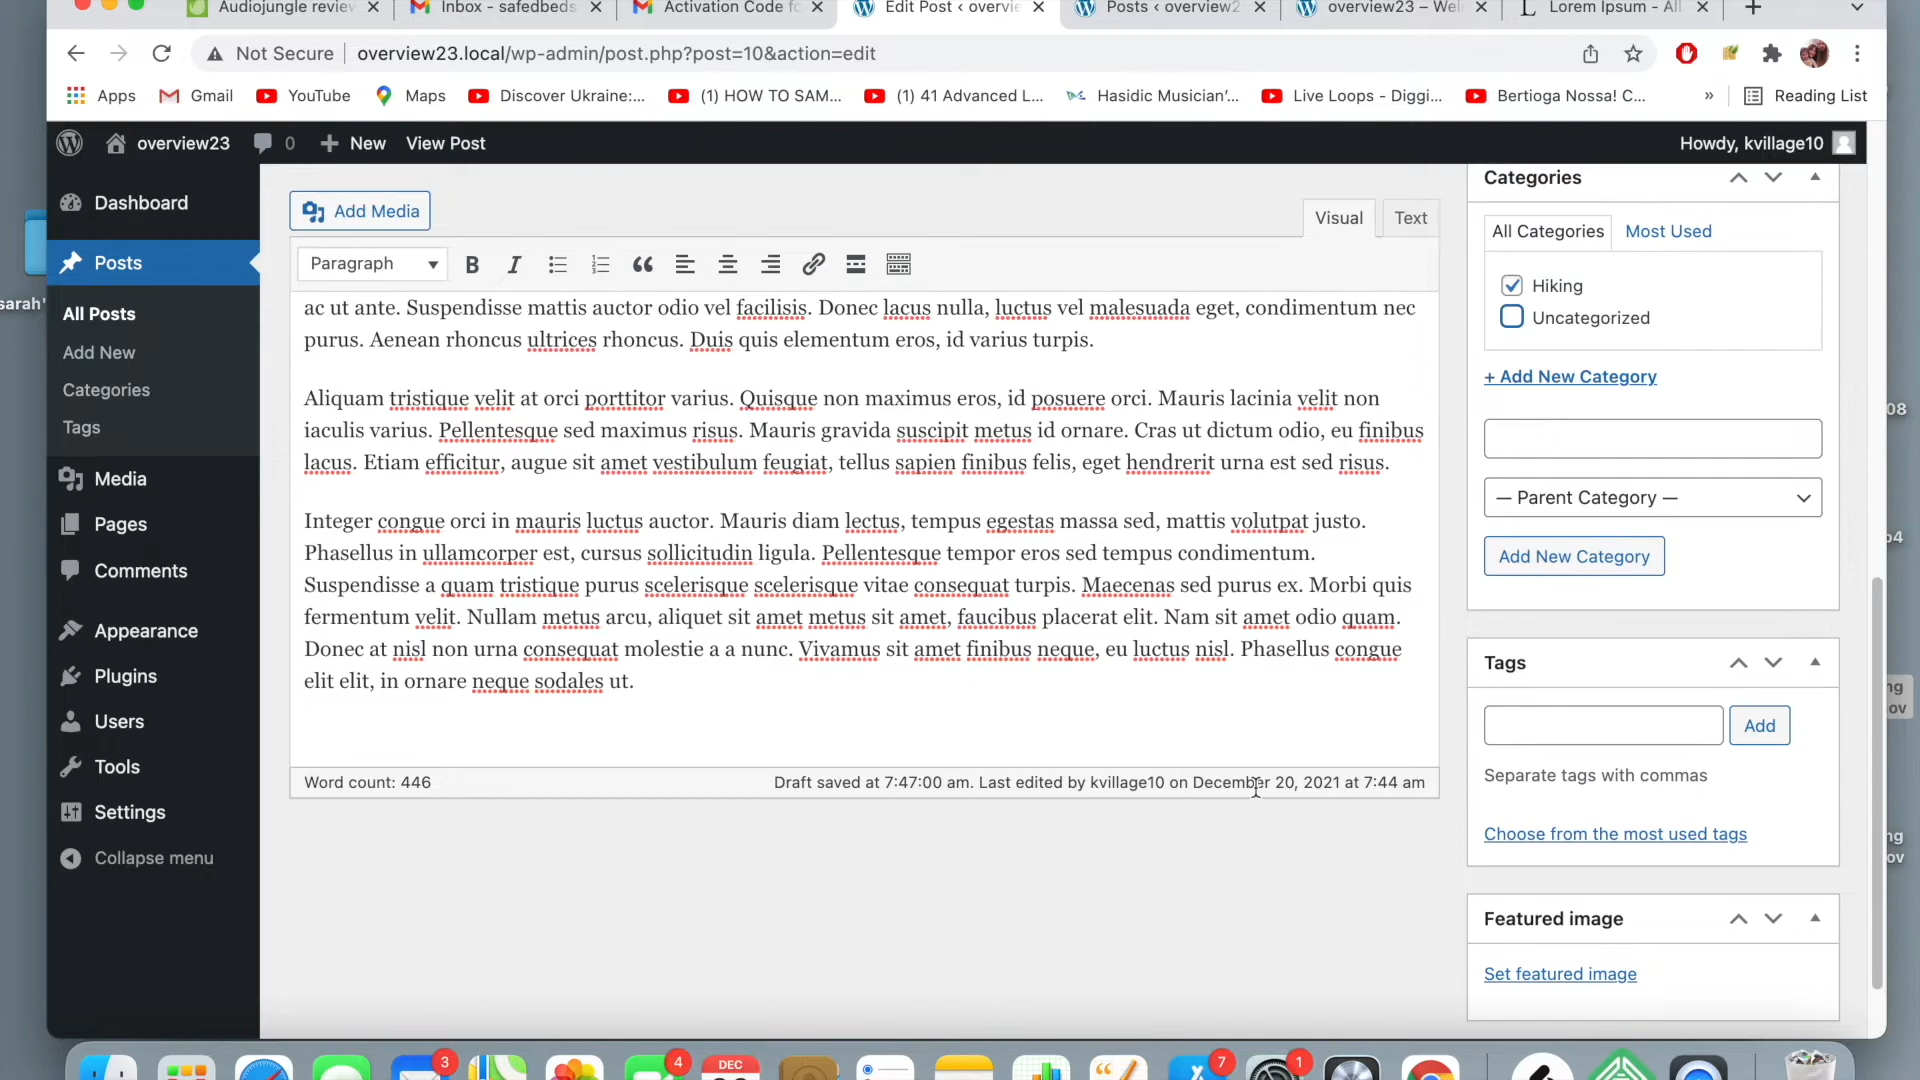 Audiojungle review
Inbox - safedbeds
Activation Code fo
Edit Post ‹ overvie
Posts ‹ overview2
overview23 – Wel
Lorem Ipsum - All
Not Secure
overview23.local/wp-admin/post.php?post=10&action=edit
Apps
Gmail
YouTube
Maps
Discover Ukraine:...
(1) HOW TO SAM...
(1) 41 Advanced L...
Hasidic Musician'...
Live Loops - Diggi...
Bertioga Nossa! C...
»
Reading List
overview23
0
New
View Post
Howdy, kvillage10
Dashboard
Posts
All Posts
Add New
Categories
Tags
Media
Pages
Comments
Appearance
Plugins
Users
Tools
Settings
Collapse menu
sarah'
Add Media
Visual
Text
Paragraph
B
I
ac ut ante. Suspendisse mattis auctor odio vel facilisis. Donec lacus nulla, luctus vel malesuada eget, condimentum nec
purus. Aenean rhoncus ultrices rhoncus. Duis quis elementum eros, id varius turpis.
Aliquam tristique velit at orci porttitor varius. Quisque non maximus eros, id posuere orci. Mauris lacinia velit non
iaculis varius. Pellentesque sed maximus risus. Mauris gravida suscipit metus id ornare. Cras ut dictum odio, eu finibus
lacus. Etiam efficitur, augue sit amet vestibulum feugiat, tellus sapien finibus felis, eget hendrerit urna est sed risus.
Integer congue orci in mauris luctus auctor. Mauris diam lectus, tempus egestas massa sed, mattis volutpat justo.
Phasellus in ullamcorper est, cursus sollicitudin ligula. Pellentesque tempor eros sed tempus condimentum.
Suspendisse a quam tristique purus scelerisque scelerisque vitae consequat turpis. Maecenas sed purus ex. Morbi quis
fermentum velit. Nullam metus arcu, aliquet sit amet metus sit amet, faucibus placerat elit. Nam sit amet odio quam.
Donec at nisl non urna consequat molestie a a nunc. Vivamus sit amet finibus neque, eu luctus nisl. Phasellus congue
elit elit, in ornare neque sodales ut.
Word count: 446
Draft saved at 7:47:00 am. Last edited by kvillage10 on December 20, 2021 at 7:44 am
Categories
All Categories
Most Used
Hiking
Uncategorized
+ Add New Category
— Parent Category —
Add New Category
Tags
Add
Separate tags with commas
Choose from the most used tags
Featured image
Set featured image
08
p4
ng
ov
ng
ov
3
4
DEC
7
1